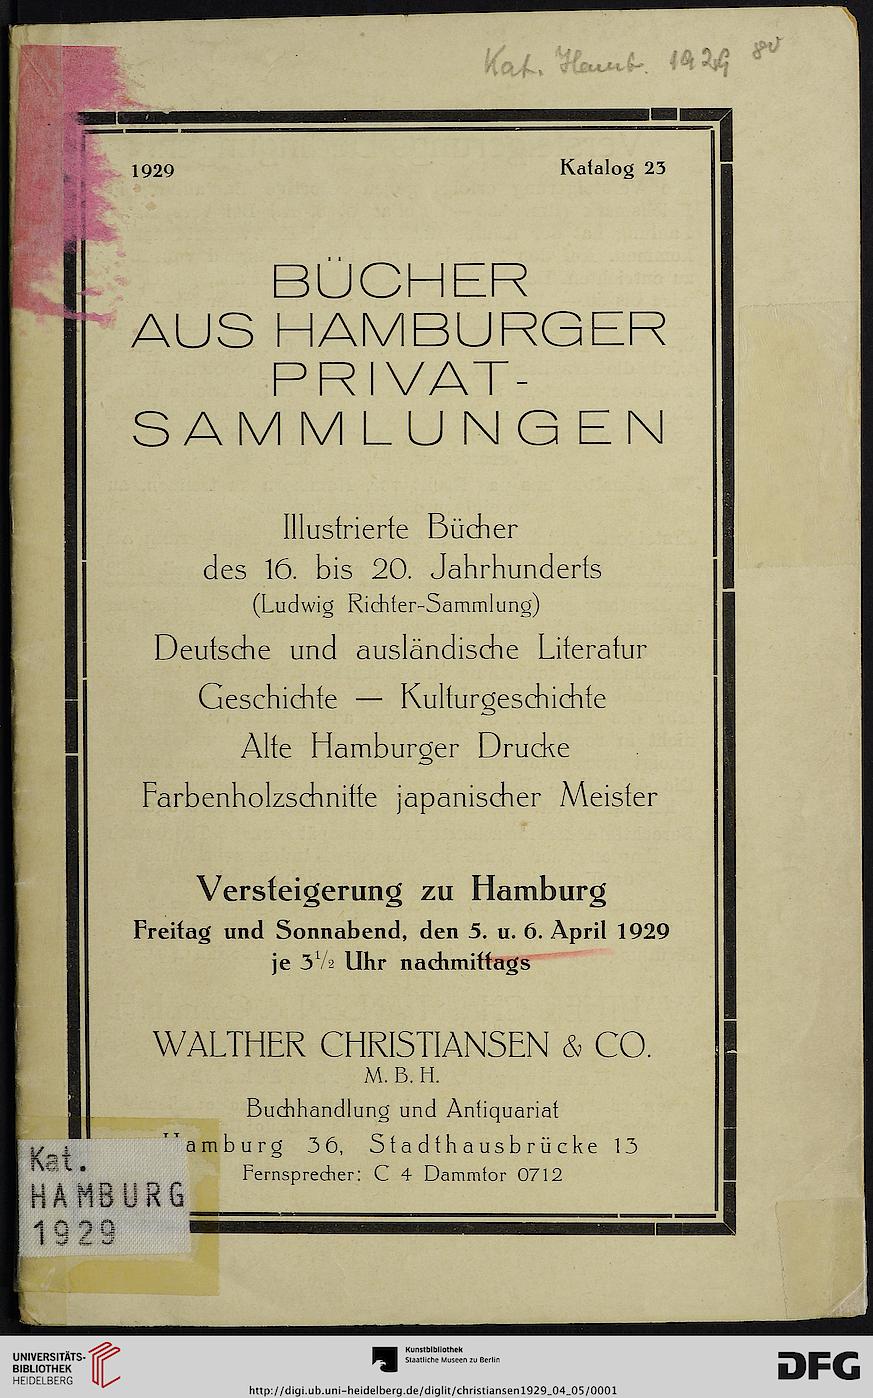 Kat. Hamb. 1929 8°
1929
Katalog 23
BÜCHER
AUS HAMBURGER
PRIVAT-
SAMMLUNGEN
Illustrierte Bücher
des 16. bis 20. Jahrhunderts
(Ludwig Richter-Sammlung)
Deutsche und ausländische Literatur
Geschichte — Kulturgeschichte
Alte Hamburger Drucke
Farbenholzschnitte japanischer Meister
Versteigerung zu Hamburg
Freitag und Sonnabend, den 5. u. 6. April 1929
je 3½ Uhr nachmittags
WALTHER CHRISTIANSEN & CO.
M. B. H.
Buchhandlung und Antiquariat
Hamburg 36, Stadthausbrücke 13
Fernsprecher: C 4 Dammtor 0712
Kat.
HAMBURG
1929
UNIVERSITÄTS-
BIBLIOTHEK
HEIDELBERG
Kunstbibliothek
Staatliche Museen zu Berlin
DFG
http://digi.ub.uni-heidelberg.de/diglit/christiansen1929_04_05/0001